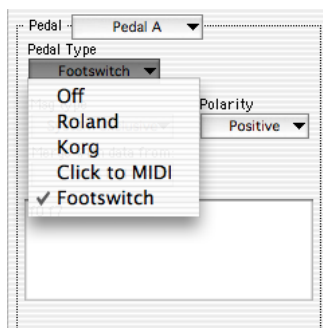 Pedal
Pedal A
Pedal Type
Footswitch
Off
Roland
Korg
Click to MIDI
Footswitch
Polarity
Positive